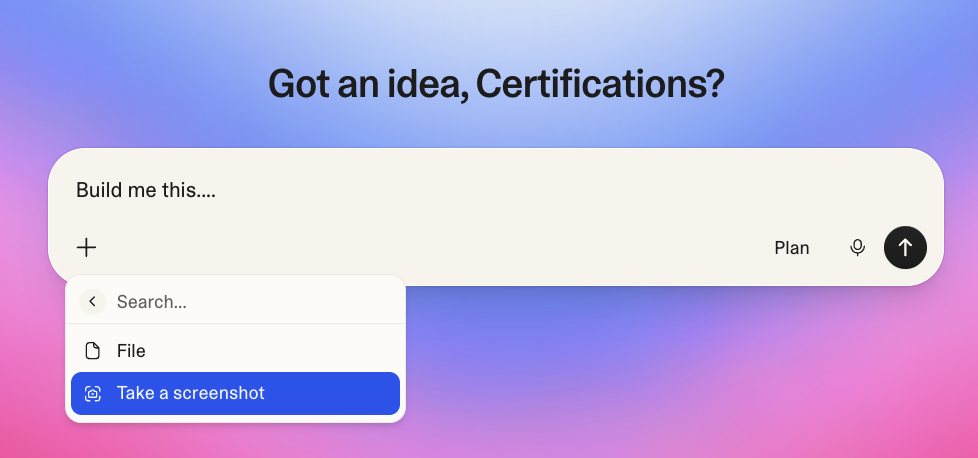 Got an idea, Certifications?
Build me this....
Plan
Search...
File
Take a screenshot